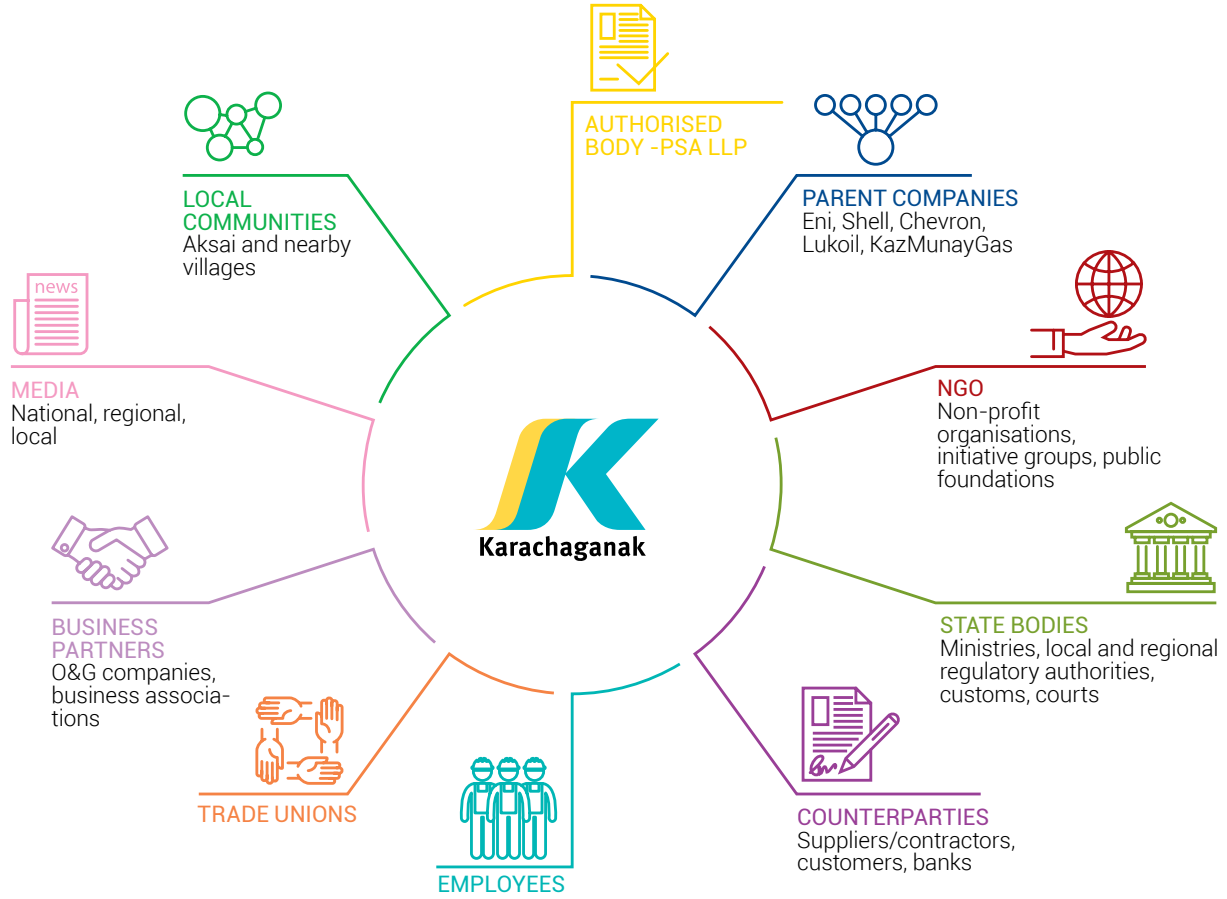 AUTHORISED
BODY -PSA LLP
PARENT COMPANIES
Eni, Shell, Chevron,
Lukoil, KazMunayGas
LOCAL
COMMUNITIES
Aksai and nearby
villages
news
MEDIA
National, regional,
local
NGO
Non-profit
organisations,
initiative groups, public
foundations
Karachaganak
BUSINESS
PARTNERS
O&G companies,
business associa-
tions
STATE BODIES
Ministries, local and regional
regulatory authorities,
customs, courts
TRADE UNIONS
COUNTERPARTIES
Suppliers/contractors,
customers, banks
EMPLOYEES